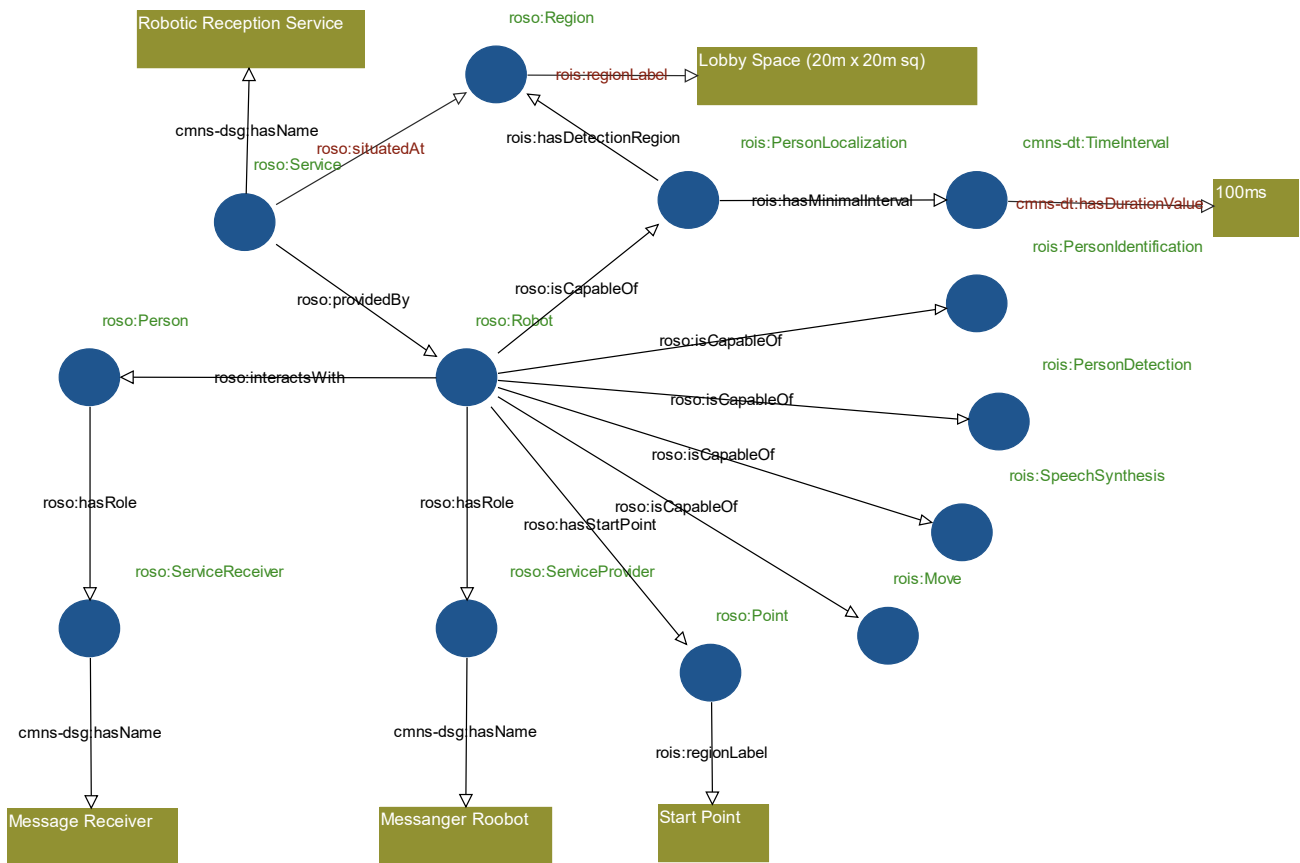 Robotic Reception Service
roso:Region
Lobby Space (20m x 20m sq)
rois:regionLabel
cmns-dsg:hasName
roso:situatedAt
rois:hasDetectionRegion
rois:PersonLocalization
cmns-dt:TimeInterval
roso:Service
rois:hasMinimalInterval
cmns-dt:hasDurationValue
100ms
rois:PersonIdentification
roso:providedBy
roso:isCapableOf
roso:Person
roso:Robot
roso:isCapableOf
rois:PersonDetection
roso:interactsWith
roso:isCapableOf
roso:isCapableOf
rois:SpeechSynthesis
roso:hasRole
roso:hasRole
roso:isCapableOf
roso:hasStartPoint
roso:ServiceReceiver
roso:ServiceProvider
rois:Move
roso:Point
cmns-dsg:hasName
cmns-dsg:hasName
rois:regionLabel
Message Receiver
Messanger Roobot
Start Point